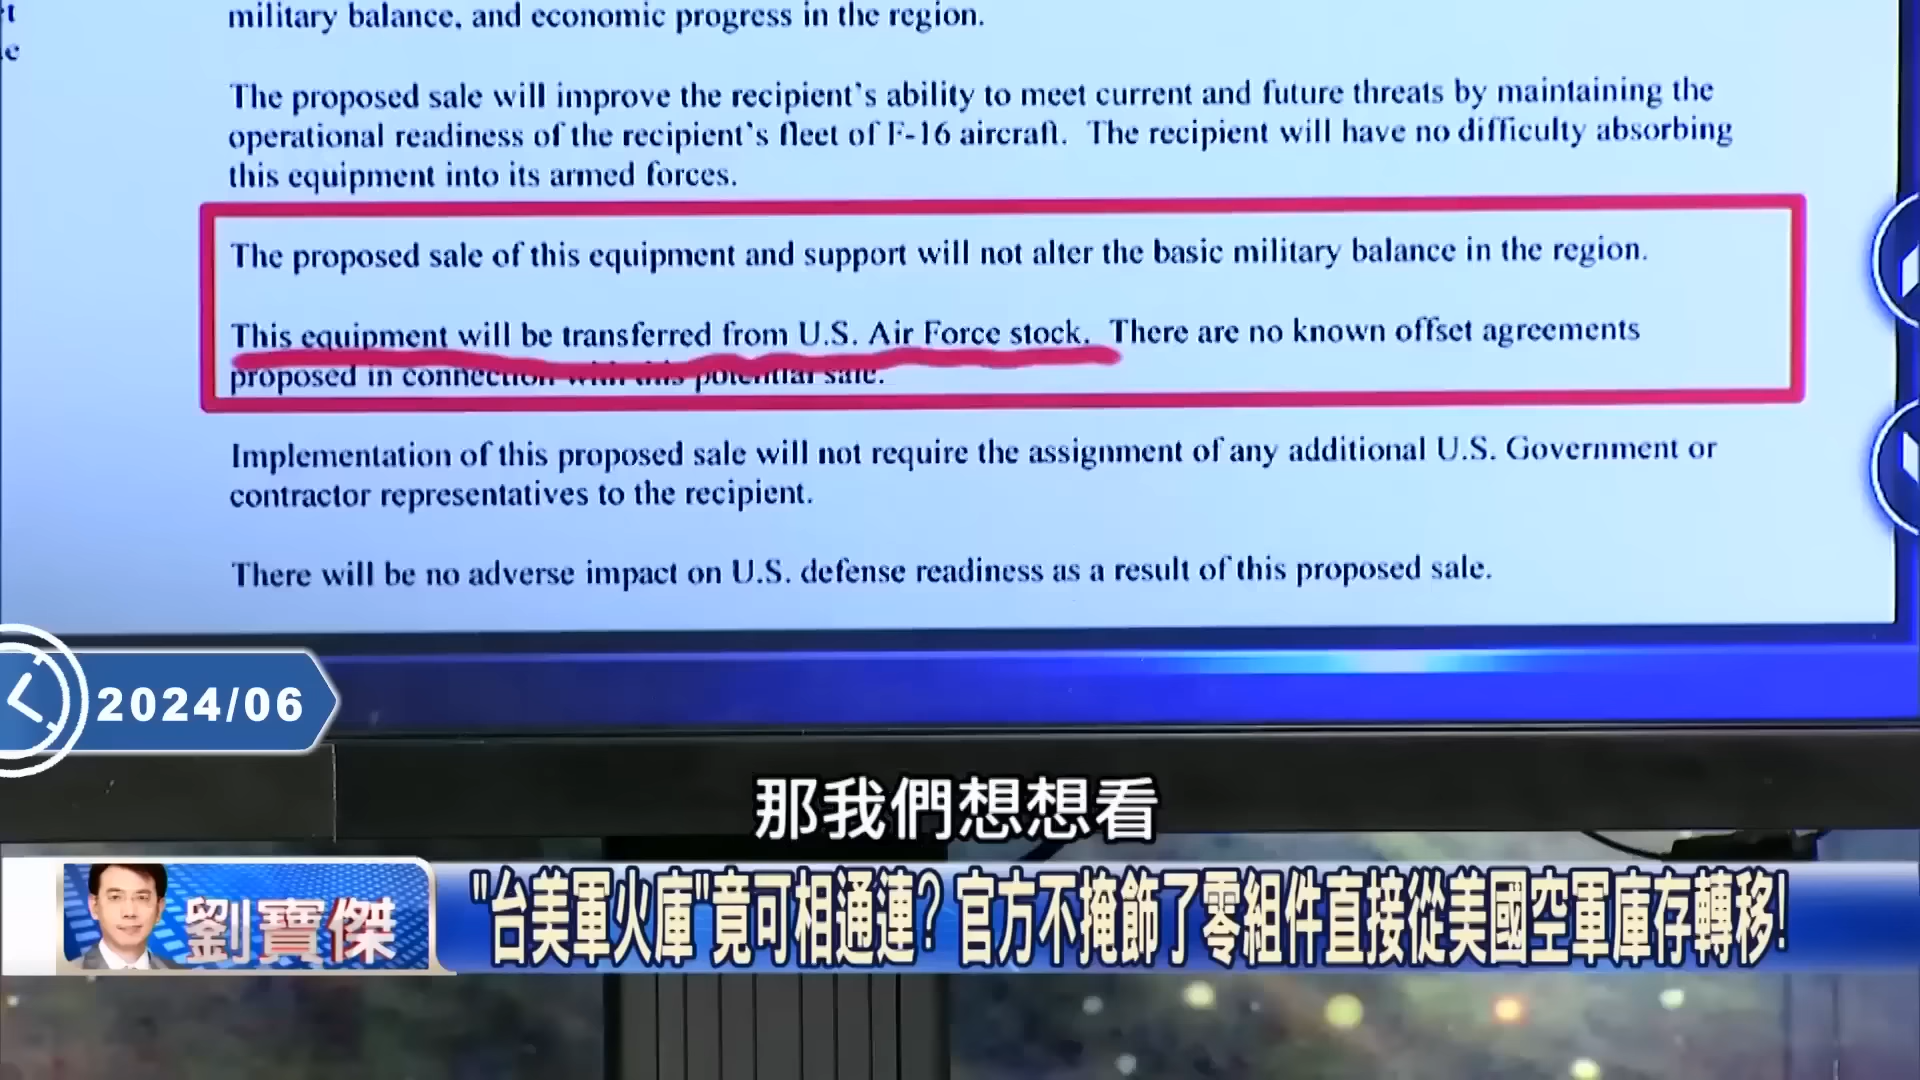 military balance, and economic progress in the region.
The proposed sale will improve the recipient's ability to meet current and future threats by maintaining the
operational readiness of the recipient's fleet of F-16 aircraft. The recipient will have no difficulty absorbing
this equipment into its armed forces.
The proposed sale of this equipment and support will not alter the basic military balance in the region.
This equipment will be transferred from U.S. Air Force stock. There are no known offset agreements
proposed in connection with this potential sale.
Implementation of this proposed sale will not require the assignment of any additional U.S. Government or
contractor representatives to the recipient.
There will be no adverse impact on U.S. defense readiness as a result of this proposed sale.
2024/06
那我們想想看
劉寶傑
"台美軍火庫"竟可相通連? 官方不掩飾了零組件直接從美國空軍庫存轉移!